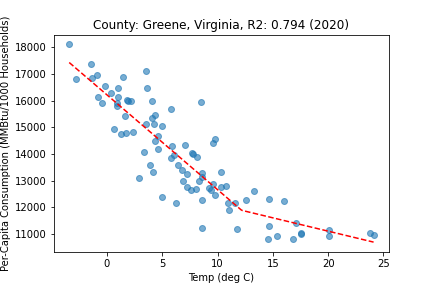 County: Greene, Virginia, R2: 0.794 (2020)
Per-Capita Consumption (MMBtu/1000 Households)
18000
17000
16000
15000
14000
13000
12000
11000
0 5 10 15 20 25
Temp (deg C)